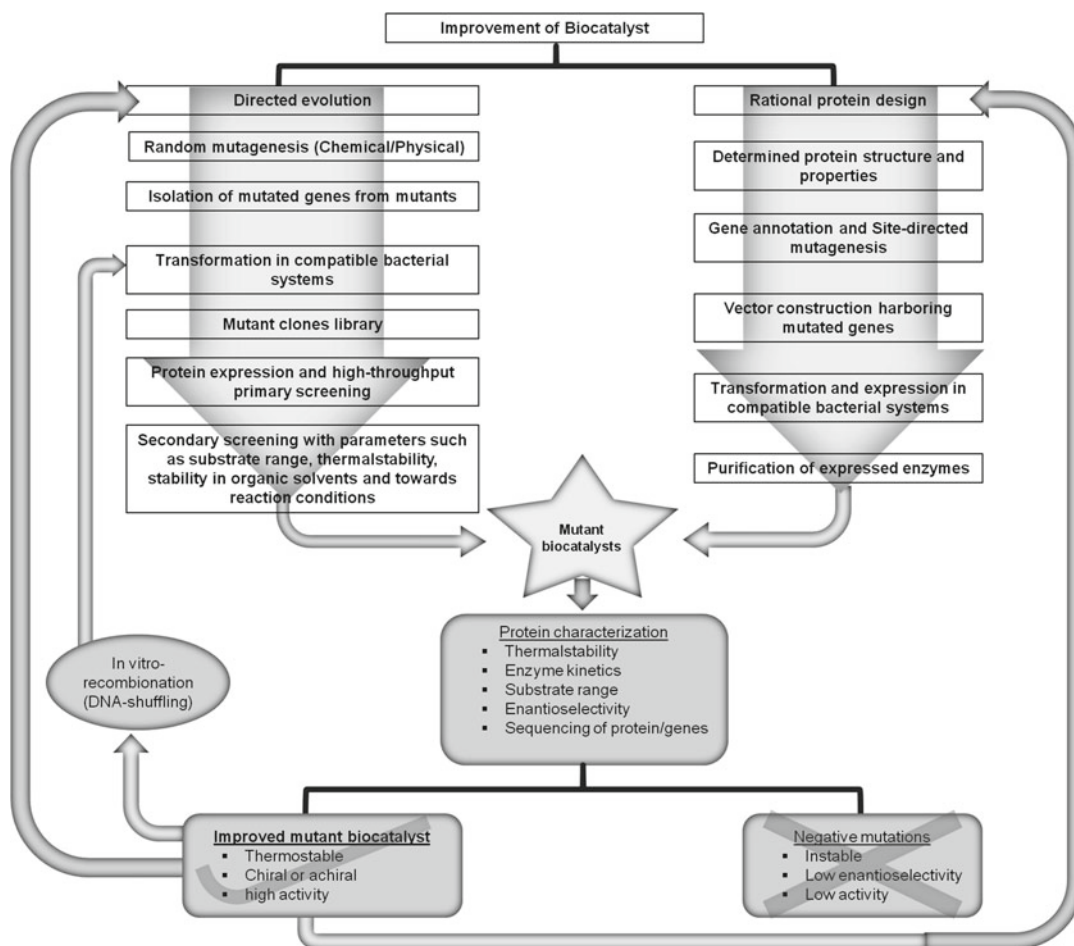 Improvement of Biocatalyst
Directed evolution
Random mutagenesis (Chemical/Physical)
Isolation of mutated genes from mutants
Transformation in compatible bacterial
systems
Mutant clones library
Protein expression and high-throughput
primary screening
Secondary screening with parameters such
as substrate range, thermalstability,
stability in organic solvents and towards
reaction conditions
Rational protein design
Determined protein structure and
properties
Gene annotation and Site-directed
mutagenesis
Vector construction harboring
mutated genes
Transformation and expression in
compatible bacterial systems
Purification of expressed enzymes
Mutant
biocatalysts
Protein characterization
▪ Thermalstability
▪ Enzyme kinetics
▪ Substrate range
▪ Enantioselectivity
▪ Sequencing of protein/genes
In vitro-
recombionation
(DNA-shuffling)
Improved mutant biocatalyst
▪ Thermostable
▪ Chiral or achiral
▪ high activity
Negative mutations
▪ Instable
▪ Low enantioselectivity
▪ Low activity